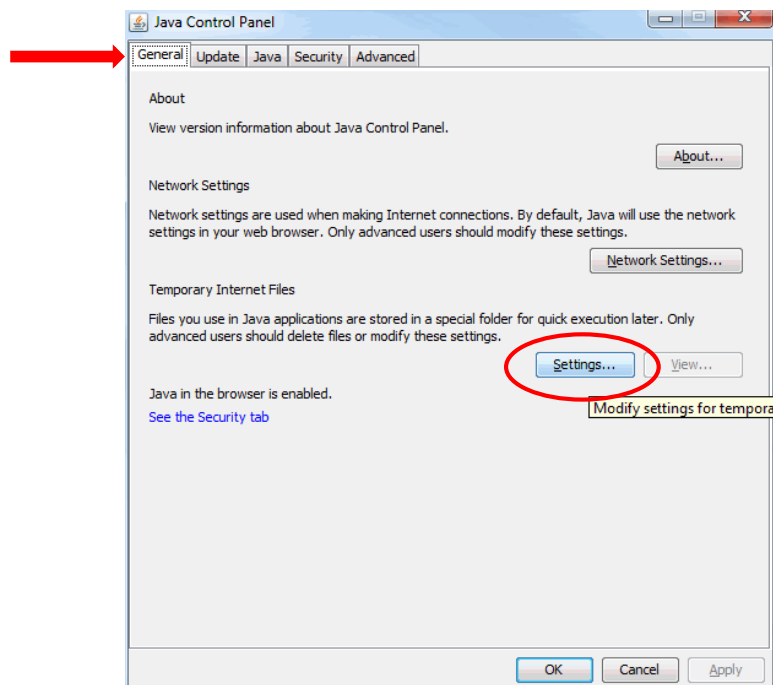 Java Control Panel
General Update Java Security Advanced
About
View version information about Java Control Panel.
About...
Network Settings
Network settings are used when making Internet connections. By default, Java will use the network
settings in your web browser. Only advanced users should modify these settings.
Network Settings...
Temporary Internet Files
Files you use in Java applications are stored in a special folder for quick execution later. Only
advanced users should delete files or modify these settings.
Settings... View...
Java in the browser is enabled.
Modify settings for tempora
See the Security tab
OK Cancel Apply